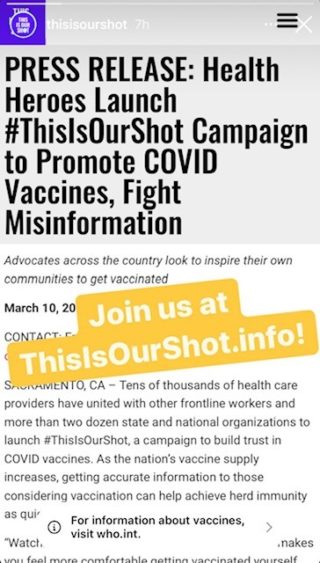 THIS
IS OUR
SHOT
thisisourshot 7h
PRESS RELEASE: Health
Heroes Launch
#ThisIsOurShot Campaign
to Promote COVID
Vaccines, Fight
Misinformation
Advocates across the country look to inspire their own
communities to get vaccinated
March 10, 20
Join us at
ThisIsOurShot.info!
CONTACT:
SACRAMENTO, CA – Tens of thousands of health care
providers have united with other frontline workers and
more than two dozen state and national organizations to
launch #ThisIsOurShot, a campaign to build trust in
COVID vaccines. As the nation's vaccine supply
increases, getting accurate information to those
considering vaccination can help achieve herd immunity
as
For information about vaccines,
visit who.int.
you feel more comfortable getting vaccinated yourself